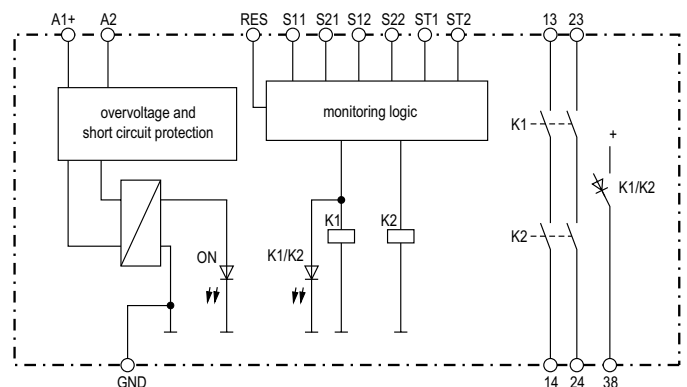 A1+ A2 RES S11 S21 S12 S22 ST1 ST2 13 23
overvoltage and
short circuit protection
monitoring logic
K1
+
K1/K2
K1 K2
K2
ON K1/K2
GND 14 24 38